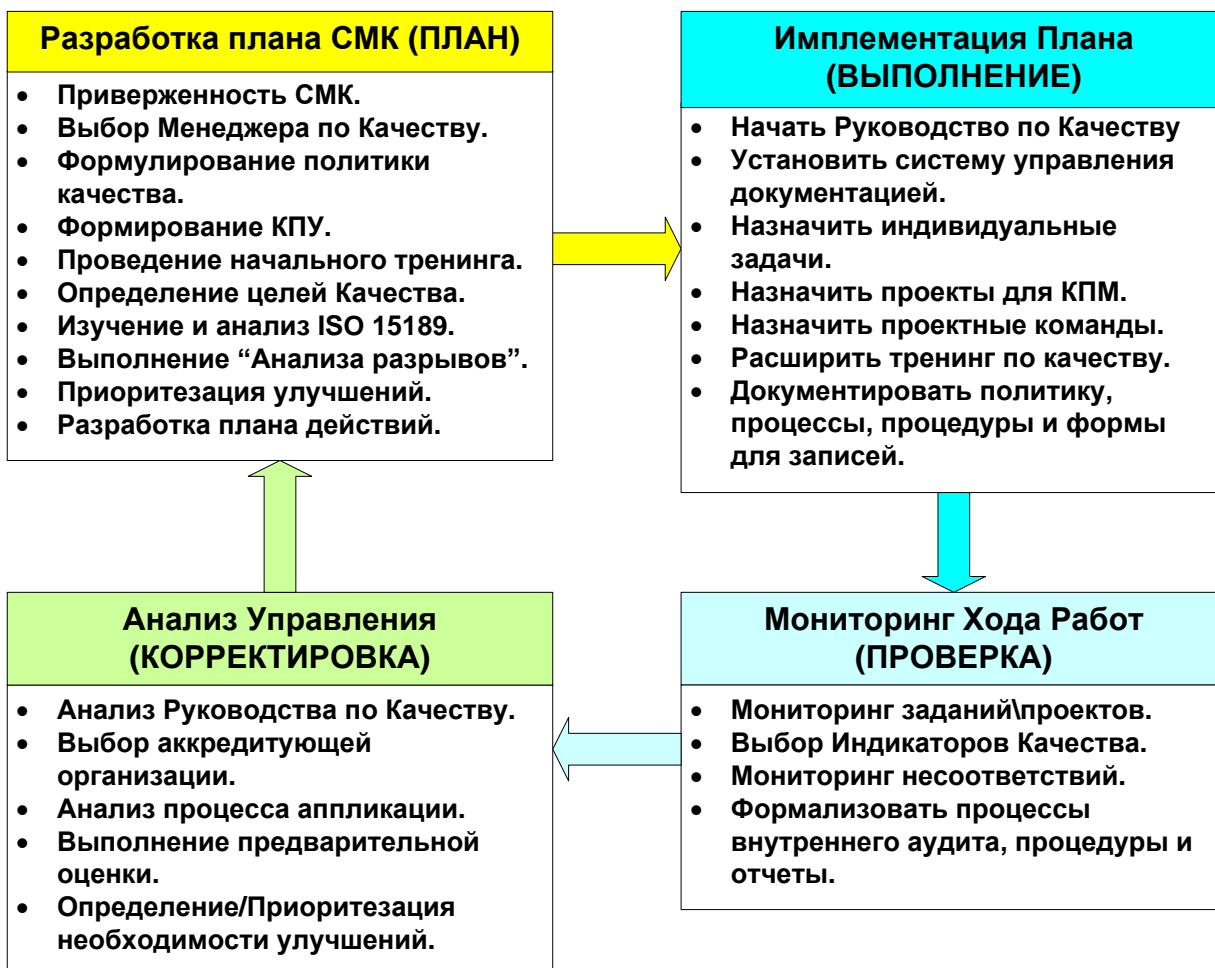 Разработка плана СМК (ПЛАН)
• Приверженность СМК.
• Выбор Менеджера по Качеству.
• Формулирование политики
качества.
• Формирование КПУ.
• Проведение начального тренинга.
• Определение целей Качества.
• Изучение и анализ ISO 15189.
• Выполнение “Анализа разрывов”.
• Приоритезация улучшений.
• Разработка плана действий.
Имплементация Плана
(ВЫПОЛНЕНИЕ)
• Начать Руководство по Качеству
• Установить систему управления
документацией.
• Назначить индивидуальные
задачи.
• Назначить проекты для КПМ.
• Назначить проектные команды.
• Расширить тренинг по качеству.
• Документировать политику,
процессы, процедуры и формы
для записей.
Анализ Управления
(КОРРЕКТИРОВКА)
• Анализ Руководства по Качеству.
• Выбор аккредитующей
организации.
• Анализ процесса аппликации.
• Выполнение предварительной
оценки.
• Определение/Приоритезация
необходимости улучшений.
Мониторинг Хода Работ
(ПРОВЕРКА)
• Мониторинг заданий\проектов.
• Выбор Индикаторов Качества.
• Мониторинг несоответствий.
• Формализовать процессы
внутреннего аудита, процедуры и
отчеты.